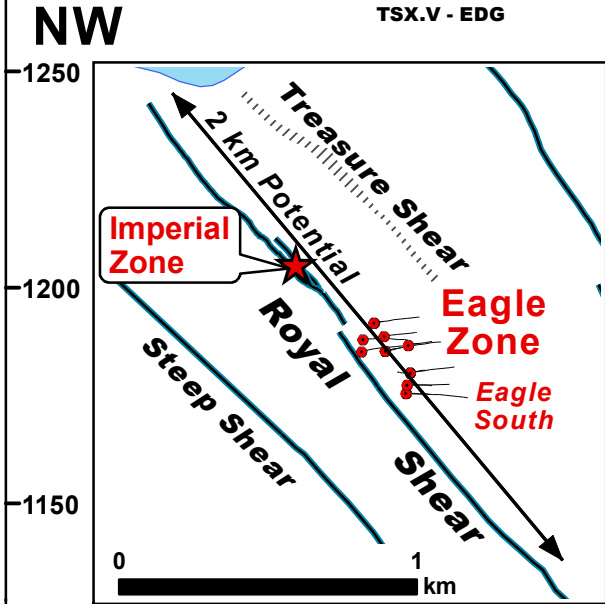 NW
TSX.V - EDG
1250
1200
1150
Treasure Shear
2 km Potential
Imperial
Zone
Royal
Shear
Eagle
Zone
Eagle
South
Steep Shear
0
1
km